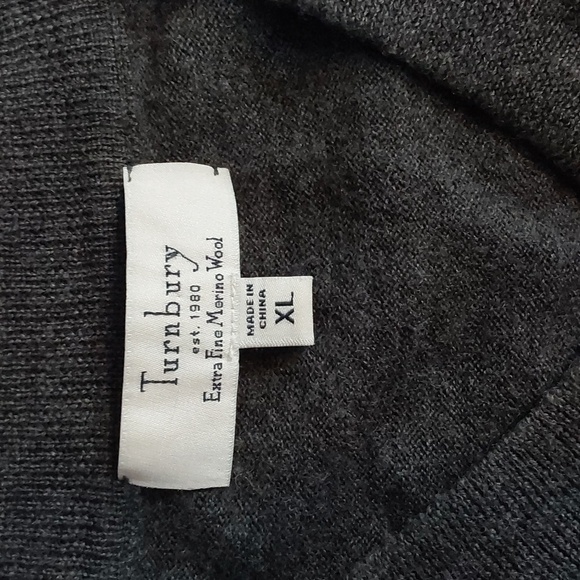 Turnbury
est. 1980
Extra Fine Merino Wool
MADE IN
CHINA
XL